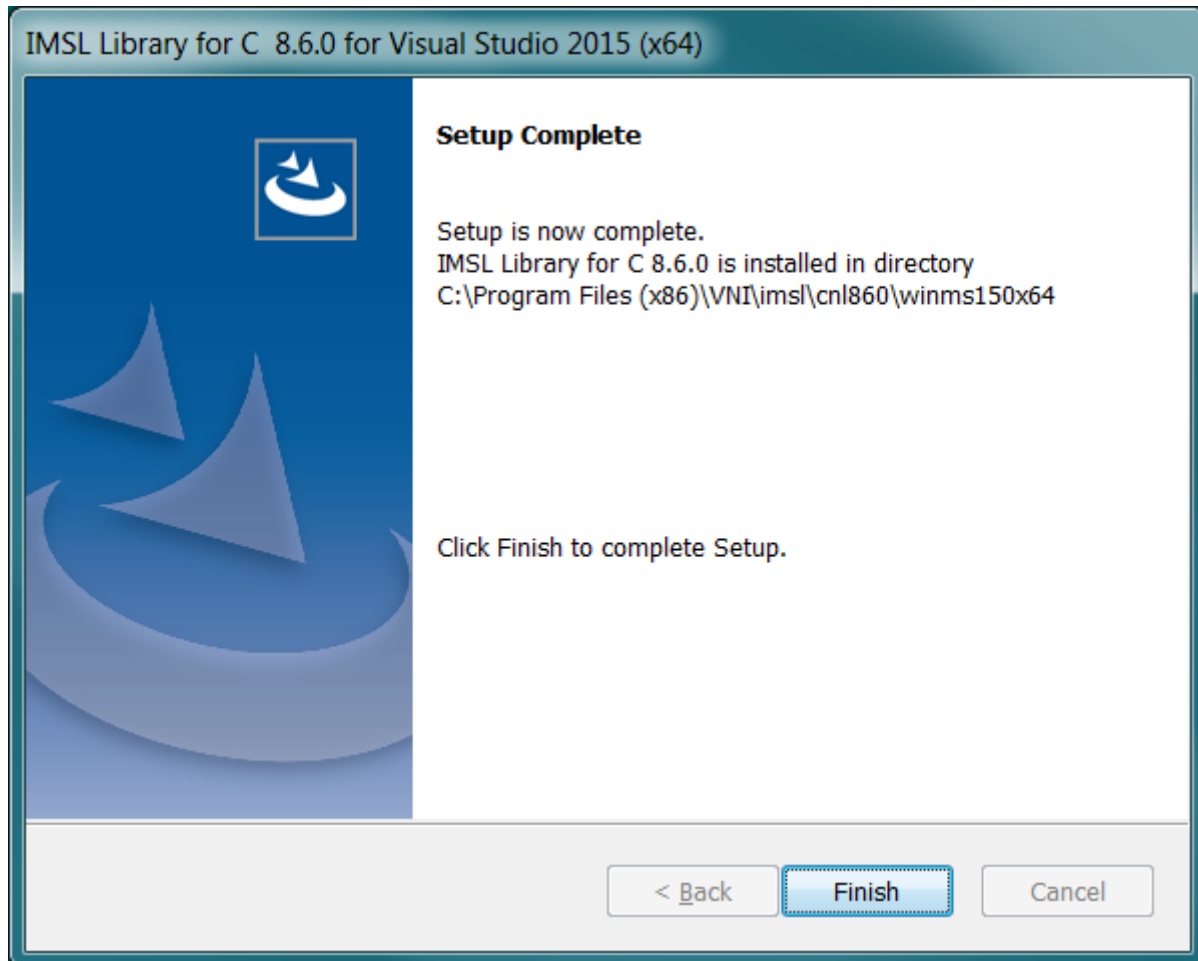 IMSL Library for C  8.6.0 for Visual Studio 2015 (x64)
Setup Complete
Setup is now complete.
IMSL Library for C 8.6.0 is installed in directory
C:\Program Files (x86)\VNI\imsl\cnl860\winms150x64
Click Finish to complete Setup.
< Back
Finish
Cancel